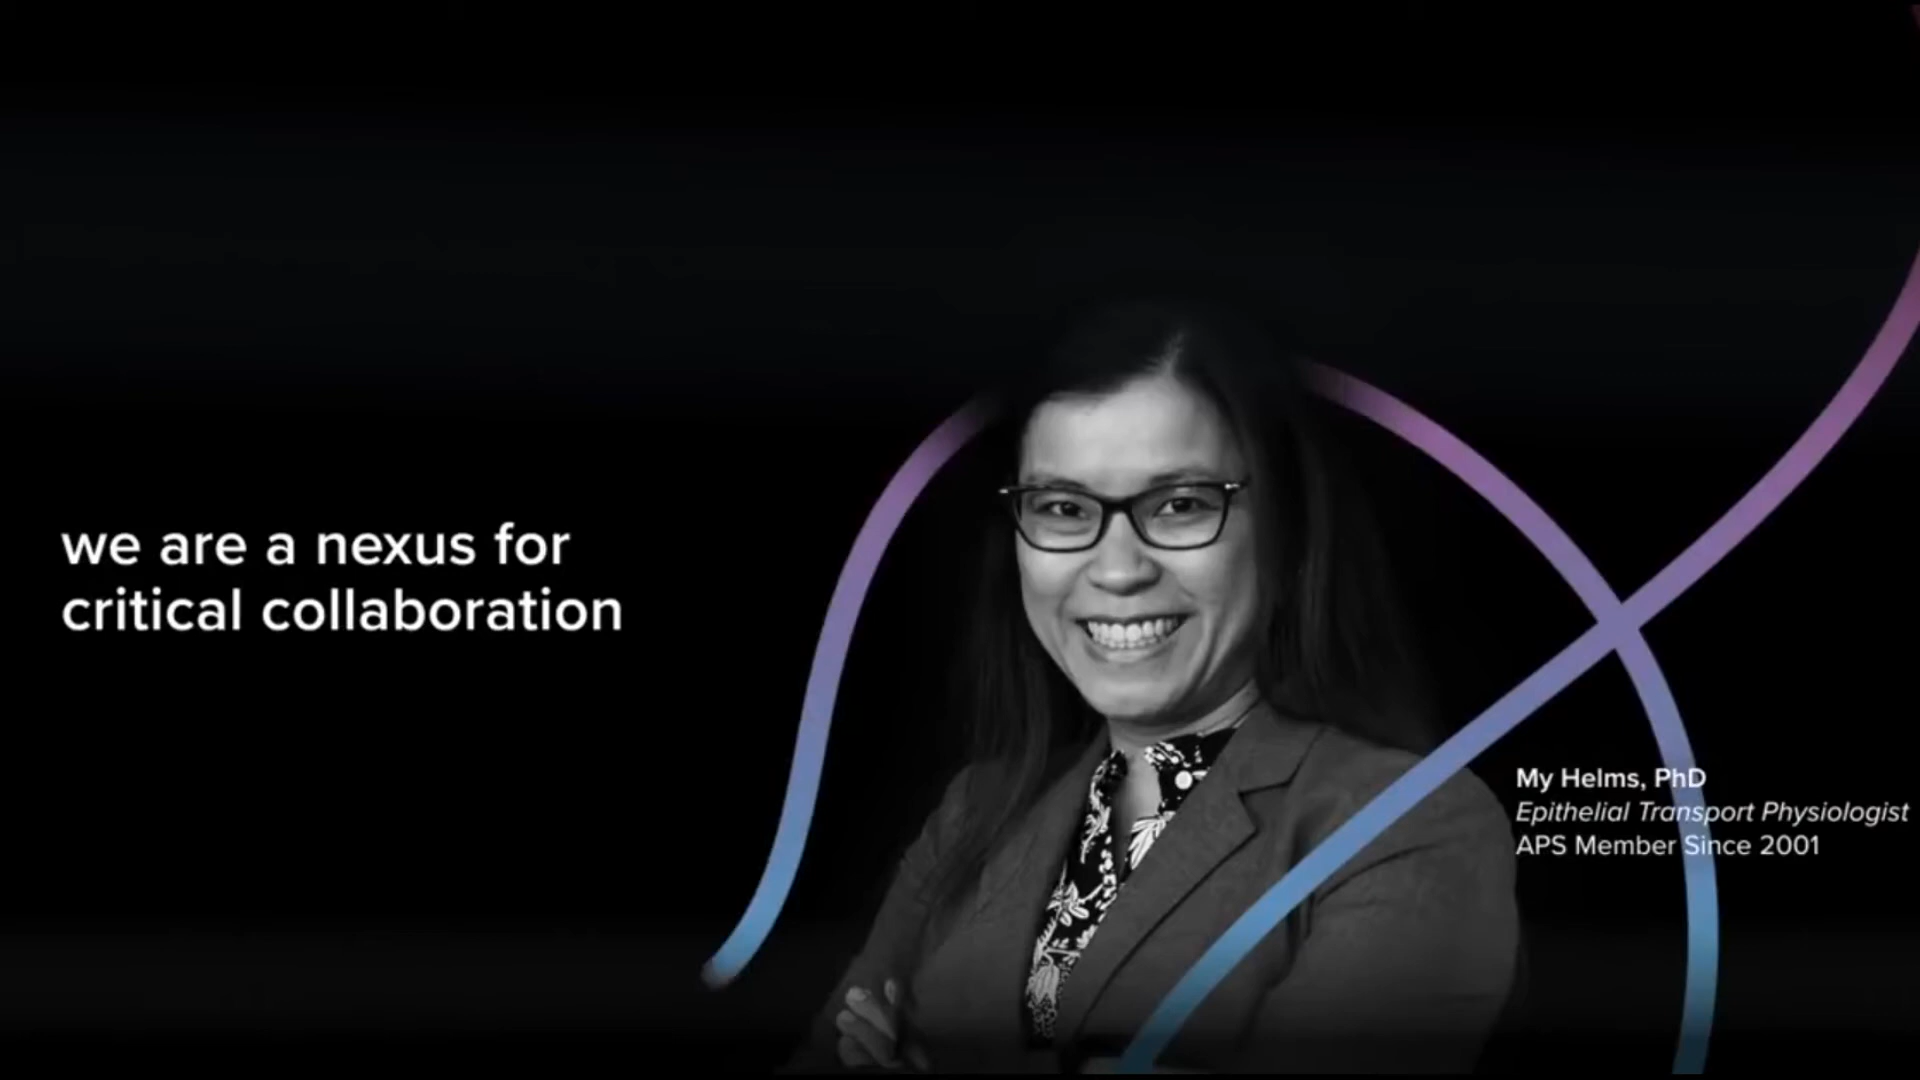 we are a nexus for
critical collaboration
My Helms, PhD
Epithelial Transport Physiologist
APS Member Since 2001